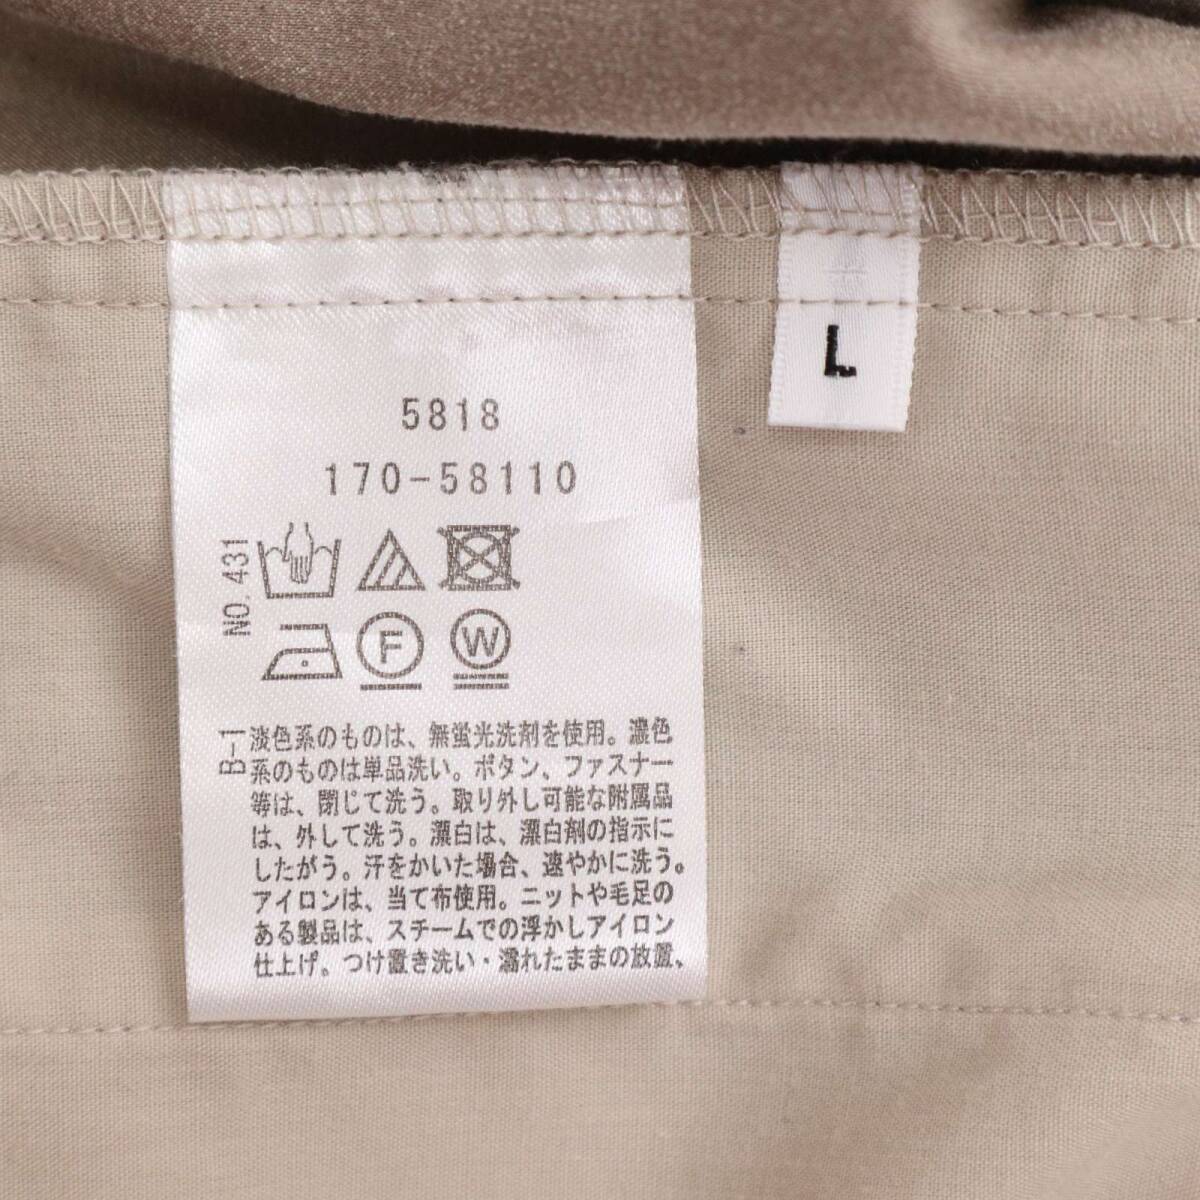 L
5818
170-58110
NO. 431
F
W
B-1
淡色系のものは、無蛍光洗剤を使用。濃色
系のものは単品洗い。ボタン、ファスナー
等は、閉じて洗う。取り外し可能な附属品
は、外して洗う。漂白は、漂白剤の指示に
したがう。汗をかいた場合、速やかに洗う。
アイロンは、当て布使用。ニットや毛足の
ある製品は、スチームでの浮かしアイロン
仕上げ。つけ置き洗い・濡れたままの放置、